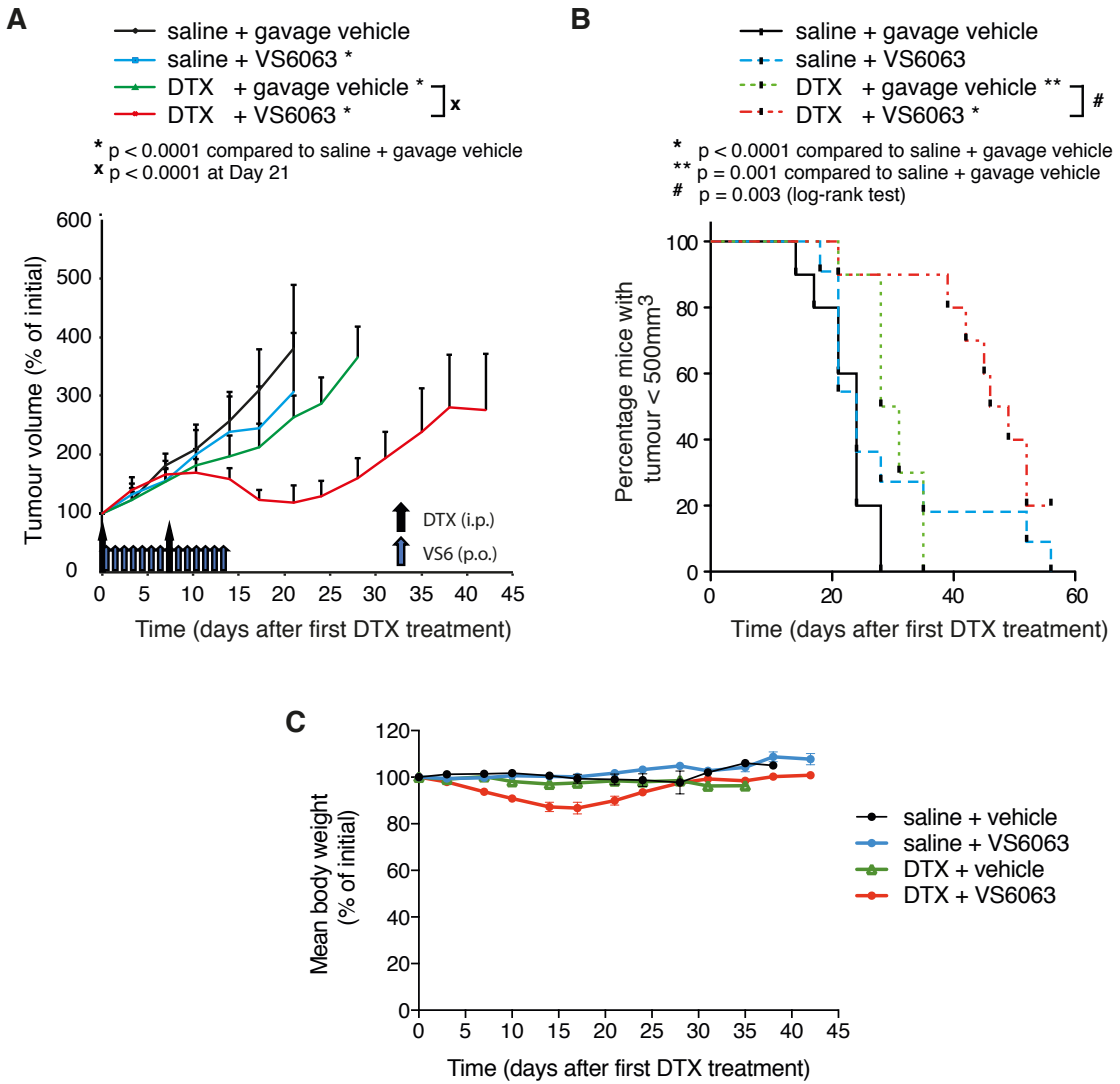 A
saline + gavage vehicle
saline + VS6063 *
DTX + gavage vehicle *
DTX + VS6063 *
x
* p < 0.0001 compared to saline + gavage vehicle
x p < 0.0001 at Day 21
Tumour volume (% of initial)
600
500
400
300
200
100
0
DTX (i.p.)
VS6 (p.o.)
0 5 10 15 20 25 30 35 40 45
Time (days after first DTX treatment)
B
saline + gavage vehicle
saline + VS6063
DTX + gavage vehicle **
DTX + VS6063 *
#
* p < 0.0001 compared to saline + gavage vehicle
** p = 0.001 compared to saline + gavage vehicle
# p = 0.003 (log-rank test)
Percentage mice with
tumour < 500mm³
100
80
60
40
20
0
0 20 40 60
Time (days after first DTX treatment)
C
Mean body weight
(% of initial)
120
100
80
60
40
20
0
0 5 10 15 20 25 30 35 40 45
Time (days after first DTX treatment)
saline + vehicle
saline + VS6063
DTX + vehicle
DTX + VS6063